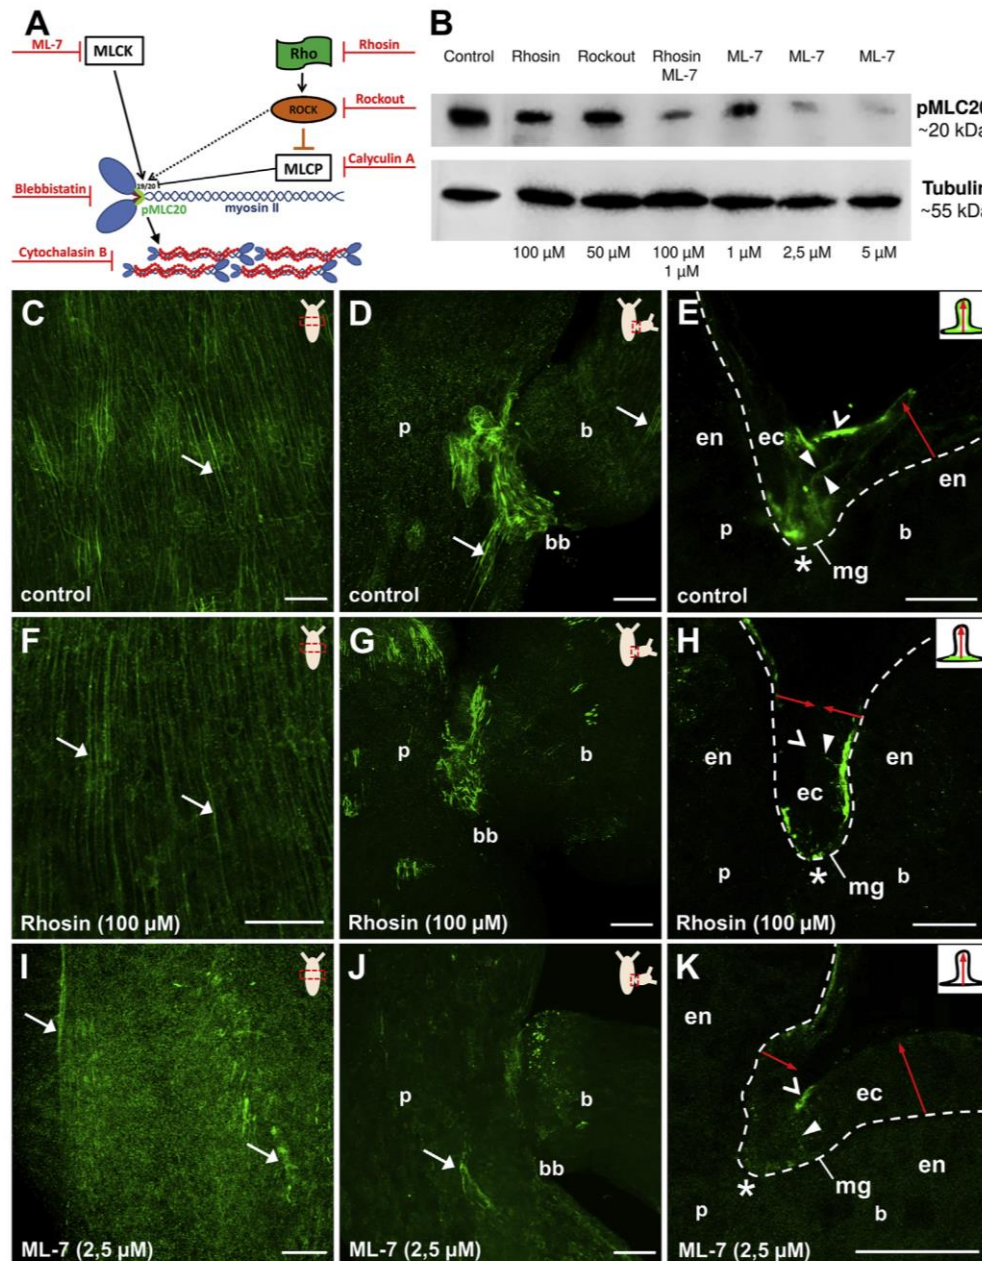 A
ML-7
MLCK
Rho
Rhosin
ROCK
Rockout
MLCP
Calyculin A
Blebbistatin
19/20
pMLC20
myosin II
Cytochalasin B
B
Control Rhosin Rockout Rhosin ML-7 ML-7 ML-7
ML-7
pMLC20
~20 kDa
Tubulin
~55 kDa
100 µM 50 µM 100 µM 1 µM 2,5 µM 5 µM
1 µM
C
control
D
p
b
bb
control
E
en
ec
en
p
b
*
mg
F
Rhosin (100 µM)
G
p
b
bb
Rhosin (100 µM)
H
en
en
ec
p
b
*
mg
Rhosin (100 µM)
I
ML-7 (2,5 µM)
J
p
b
bb
ML-7 (2,5 µM)
K
en
ec
en
*
mg
p
b
ML-7 (2,5 µM)